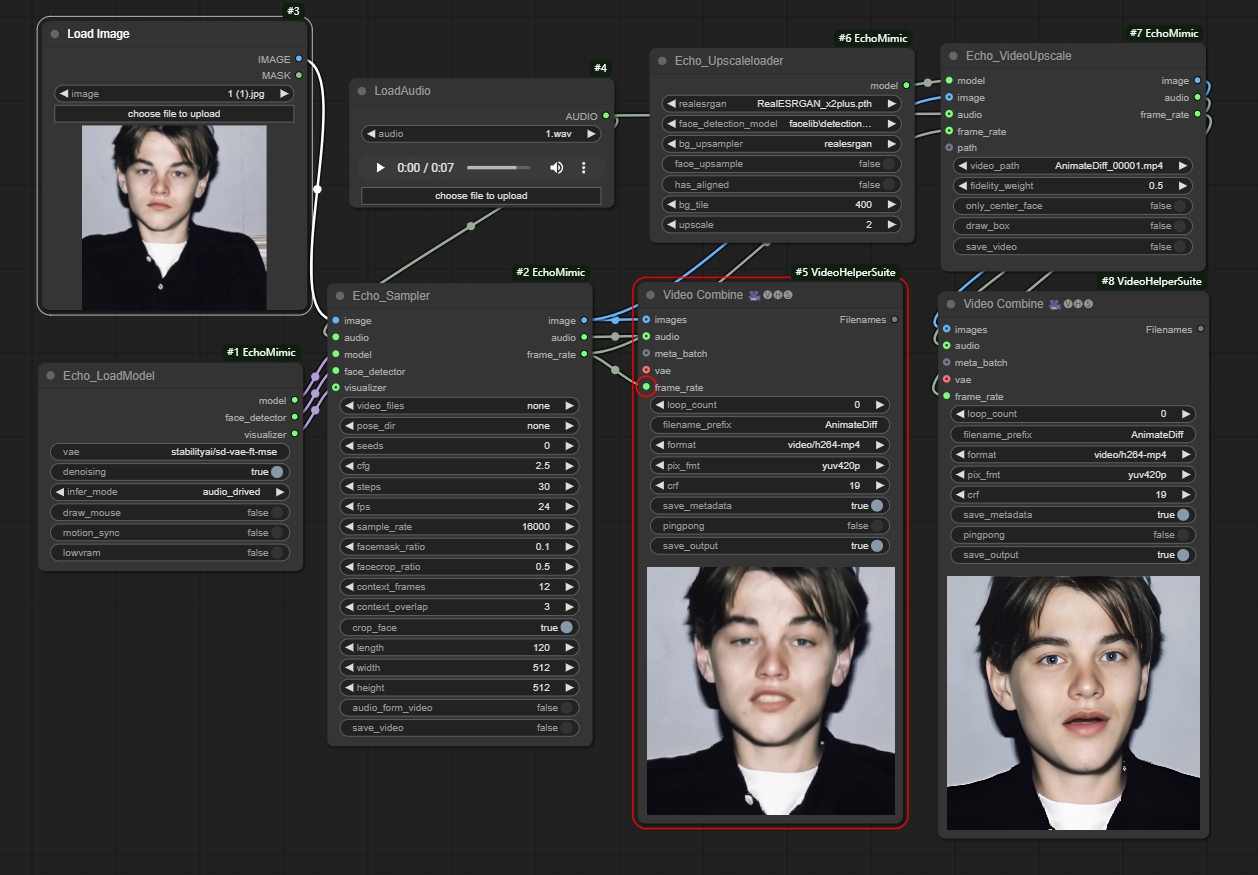 #3
Load Image
IMAGE
MASK
image 1 (1).jpg
choose file to upload
#4
LoadAudio
AUDIO
audio 1.wav
0:00 / 0:07
choose file to upload
#6 EchoMimic
Echo_Upscaleloader
model
realesrgan RealESRGAN_x2plus.pth
face_detection_model facelib\detection...
bg_upsampler realesrgan
face_upsample false
has_aligned false
bg_tile 400
upscale 2
#7 EchoMimic
Echo_VideoUpscale
model image
image audio
audio frame_rate
frame_rate
path
video_path AnimateDiff_00001.mp4
fidelity_weight 0.5
only_center_face false
draw_box false
save_video false
#1 EchoMimic
Echo_LoadModel
model
face_detector
visualizer
vae stabilityai/sd-vae-ft-mse
denoising true
infer_mode audio_drived
draw_mouse false
motion_sync false
lowvram false
#2 EchoMimic
Echo_Sampler
image image
audio audio
model frame_rate
face_detector
visualizer
video_files none
pose_dir none
seeds 0
cfg 2.5
steps 30
fps 24
sample_rate 16000
facemask_ratio 0.1
facecrop_ratio 0.5
context_frames 12
context_overlap 3
crop_face true
length 120
width 512
height 512
audio_form_video false
save_video false
#5 VideoHelperSuite
Video Combine 🎥🅥🅗🅢
images Filenames
audio
meta_batch
vae
frame_rate
loop_count 0
filename_prefix AnimateDiff
format video/h264-mp4
pix_fmt yuv420p
crf 19
save_metadata true
pingpong false
save_output true
#8 VideoHelperSuite
Video Combine 🎥🅥🅗🅢
images Filenames
audio
meta_batch
vae
frame_rate
loop_count 0
filename_prefix AnimateDiff
format video/h264-mp4
pix_fmt yuv420p
crf 19
save_metadata true
pingpong false
save_output true